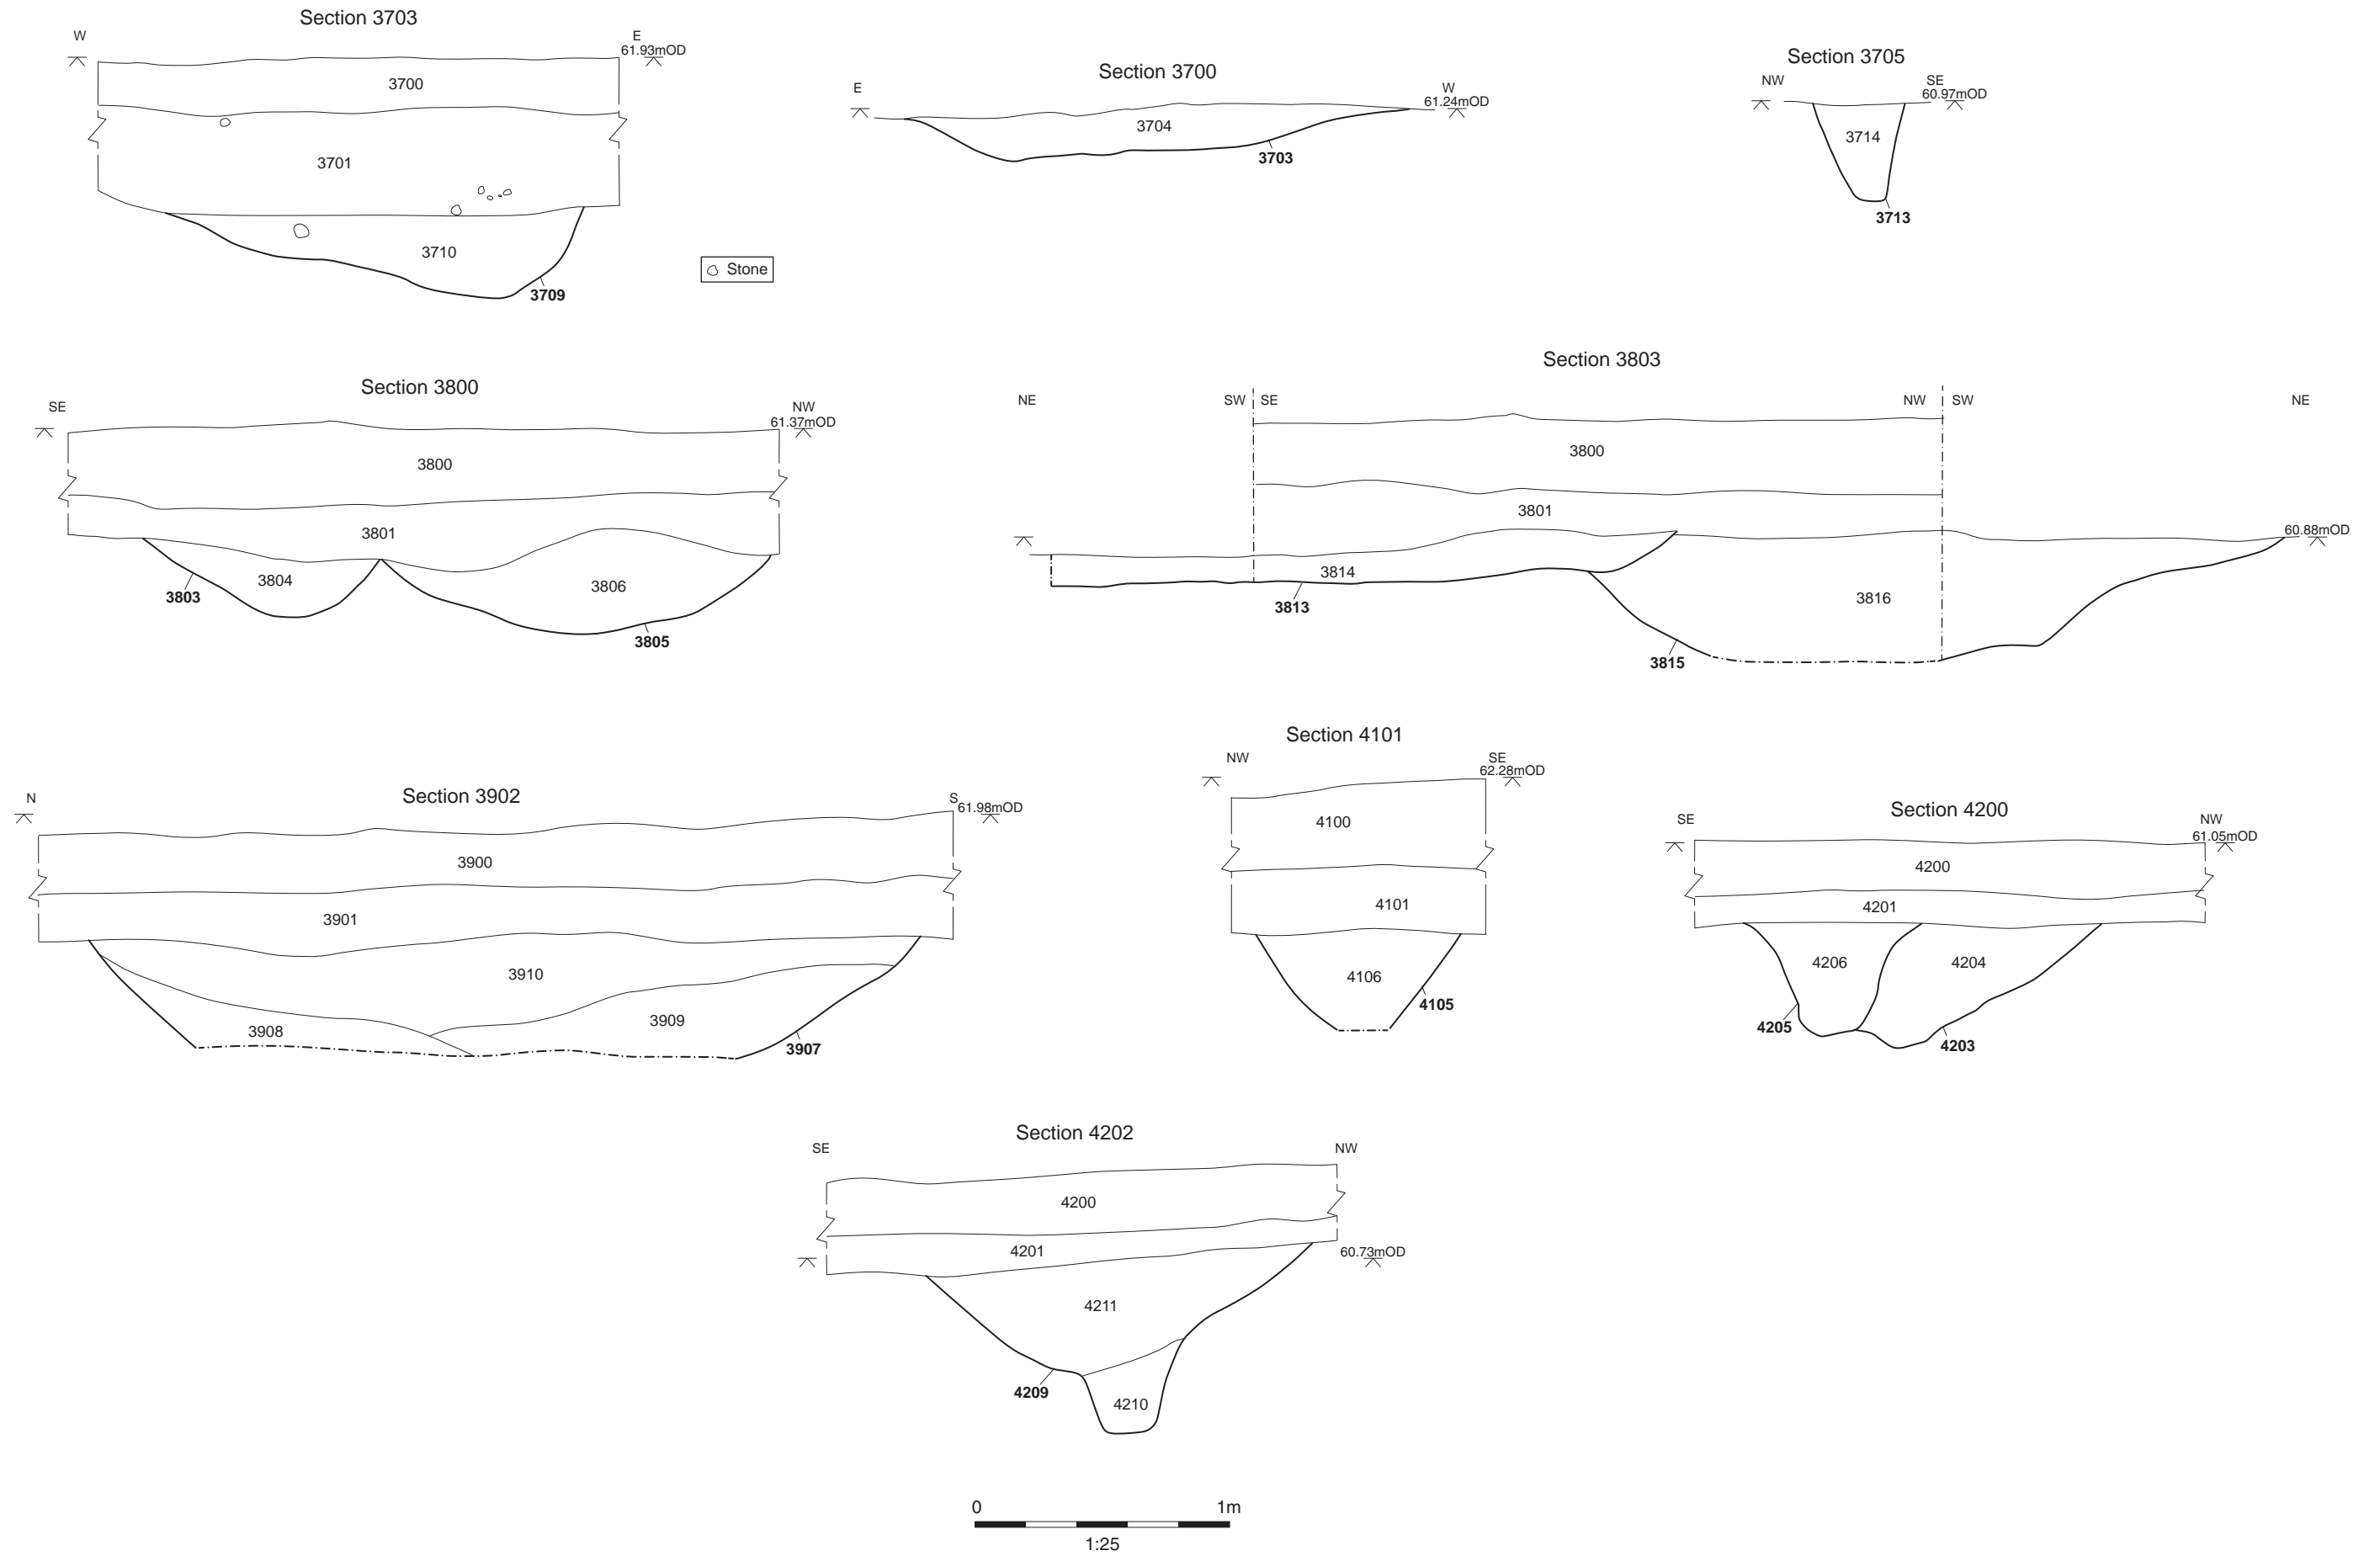 Section 3703
W
E
61.93mOD
3700
3701
3710
3709
Stone
Section 3700
E
W
61.24mOD
3704
3703
Section 3705
NW
SE
60.97mOD
3714
3713
Section 3800
SE
NW
61.37mOD
3800
3801
3804
3803
3806
3805
Section 3803
NE
SW
SE
NW
SW
NE
3800
3801
60.88mOD
3814
3813
3816
3815
Section 3902
N
S
61.98mOD
3900
3901
3910
3908
3909
3907
Section 4101
NW
SE
62.28mOD
4100
4101
4106
4105
Section 4200
SE
NW
61.05mOD
4200
4201
4206
4204
4205
4203
Section 4202
SE
NW
4200
4201
60.73mOD
4211
4209
4210
0
1m
1:25